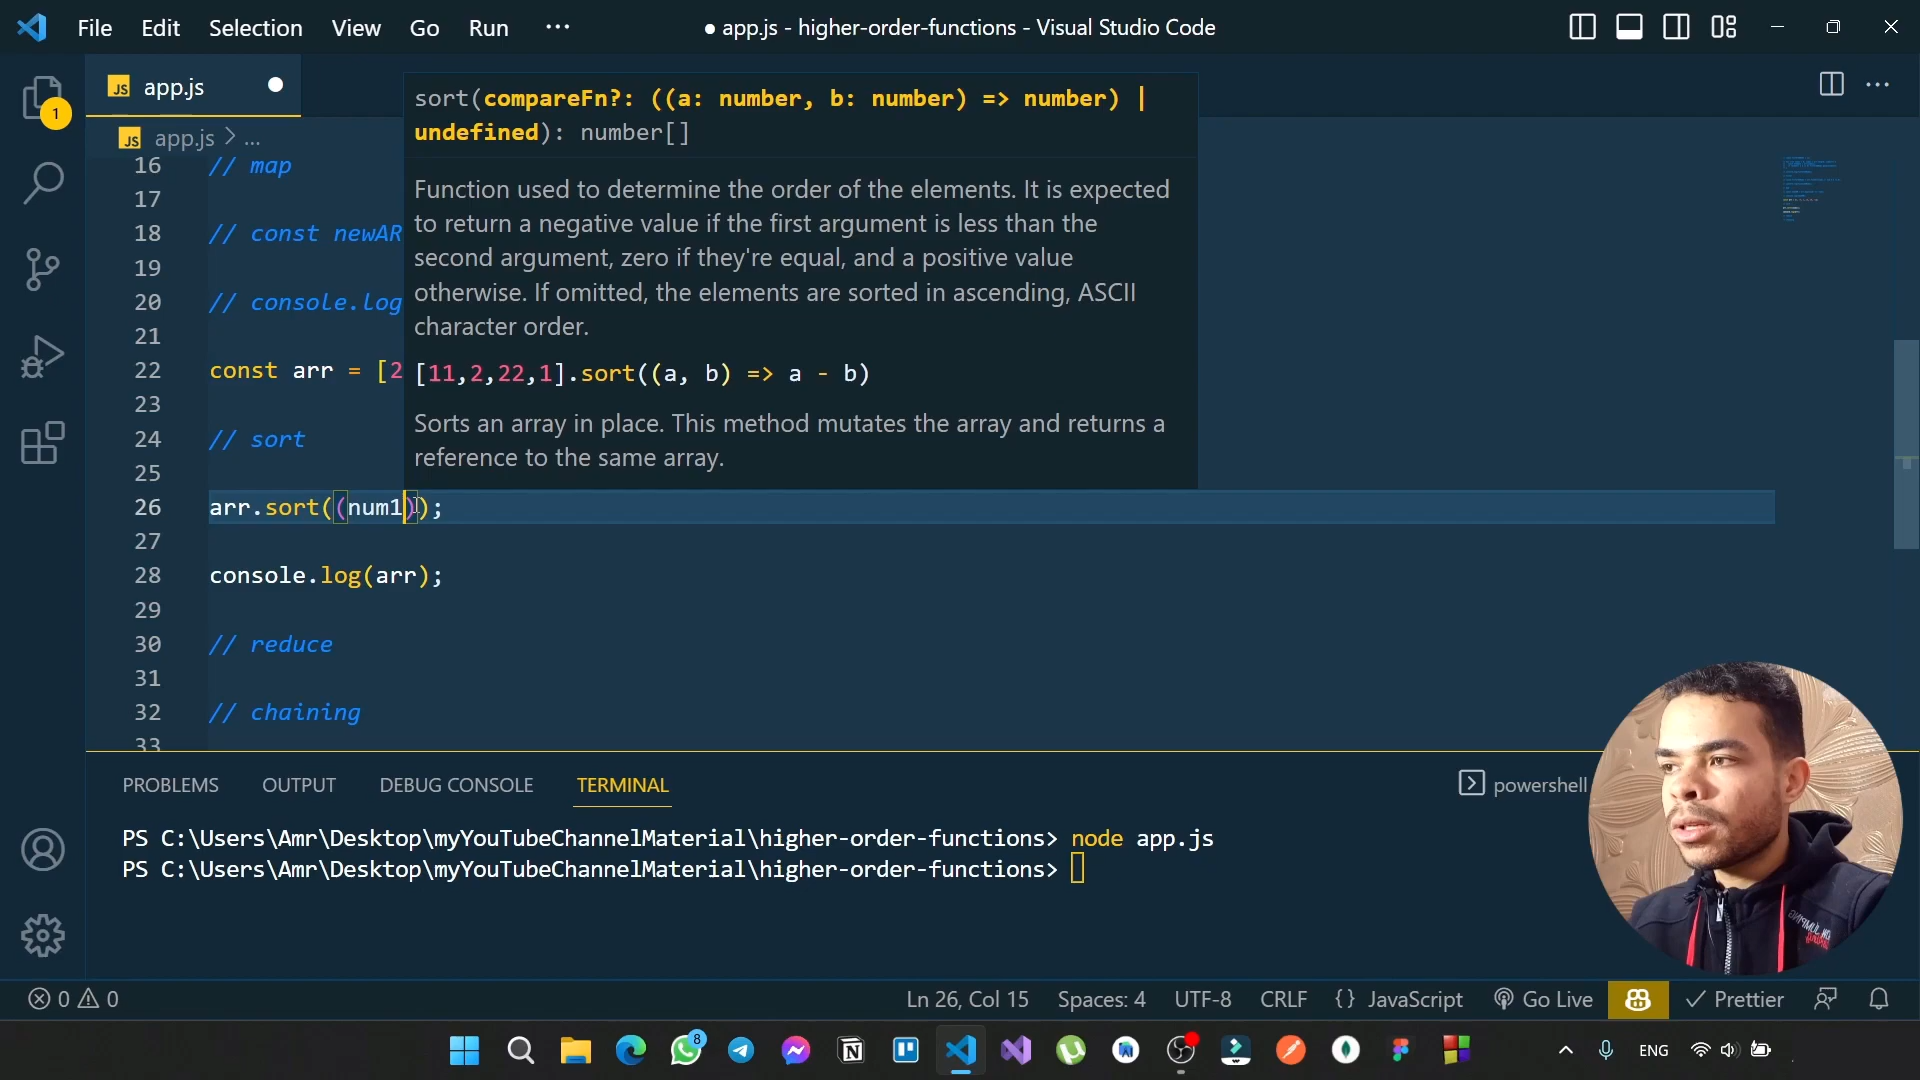 File Edit Selection View Go Run ···
● app.js - higher-order-functions - Visual Studio Code
JS app.js ●
JS app.js > ...
1
sort(compareFn?: ((a: number, b: number) => number) |
undefined): number[]
Function used to determine the order of the elements. It is expected
to return a negative value if the first argument is less than the
second argument, zero if they're equal, and a positive value
otherwise. If omitted, the elements are sorted in ascending, ASCII
character order.
[11,2,22,1].sort((a, b) => a - b)
Sorts an array in place. This method mutates the array and returns a
reference to the same array.
16 // map
17
18 // const newAR
19
20 // console.log
21
22 const arr = [2
23
24 // sort
25
26 arr.sort((num1));
27
28 console.log(arr);
29
30 // reduce
31
32 // chaining
33
PROBLEMS OUTPUT DEBUG CONSOLE TERMINAL
powershell
PS C:\Users\Amr\Desktop\myYouTubeChannelMaterial\higher-order-functions> node app.js
PS C:\Users\Amr\Desktop\myYouTubeChannelMaterial\higher-order-functions>
0 0 Ln 26, Col 15 Spaces: 4 UTF-8 CRLF {} JavaScript Go Live Prettier
8
ENG